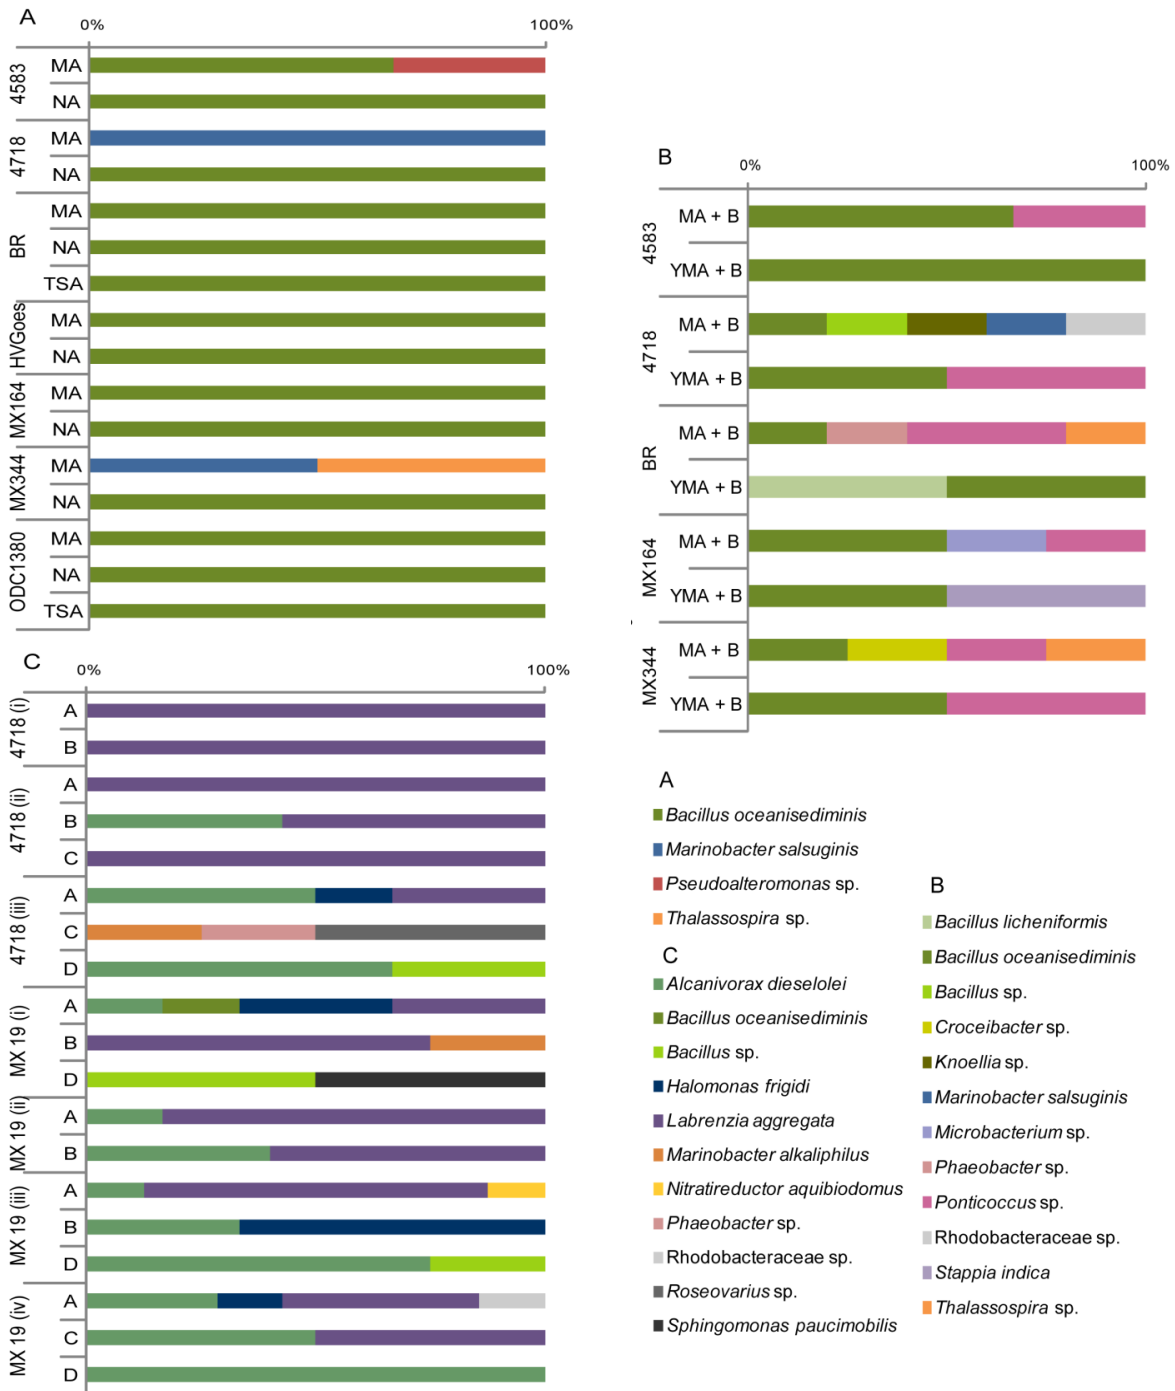 A
0%
100%
4583
MA
NA
4718
MA
NA
BR
MA
NA
TSA
HVGoes
MA
NA
MX164
MA
NA
MX344
MA
NA
ODC1380
MA
NA
TSA
B
0%
100%
4583
MA + B
YMA + B
4718
MA + B
YMA + B
BR
MA + B
YMA + B
MX164
MA + B
YMA + B
MX344
MA + B
YMA + B
C
0%
100%
4718 (i)
A
B
4718 (ii)
A
B
C
4718 (iii)
A
C
D
MX 19 (i)
A
B
D
MX 19 (ii)
A
B
MX 19 (iii)
A
B
D
MX 19 (iv)
A
C
D
A
Bacillus oceanisediminis
Marinobacter salsuginis
Pseudoalteromonas sp.
Thalassospira sp.
C
Alcanivorax dieselolei
Bacillus oceanisediminis
Bacillus sp.
Halomonas frigidi
Labrenzia aggregata
Marinobacter alkaliphilus
Nitratireductor aquibiodomus
Phaeobacter sp.
Rhodobacteraceae sp.
Roseovarius sp.
Sphingomonas paucimobilis
B
Bacillus licheniformis
Bacillus oceanisediminis
Bacillus sp.
Croceibacter sp.
Knoellia sp.
Marinobacter salsuginis
Microbacterium sp.
Phaeobacter sp.
Ponticoccus sp.
Rhodobacteraceae sp.
Stappia indica
Thalassospira sp.